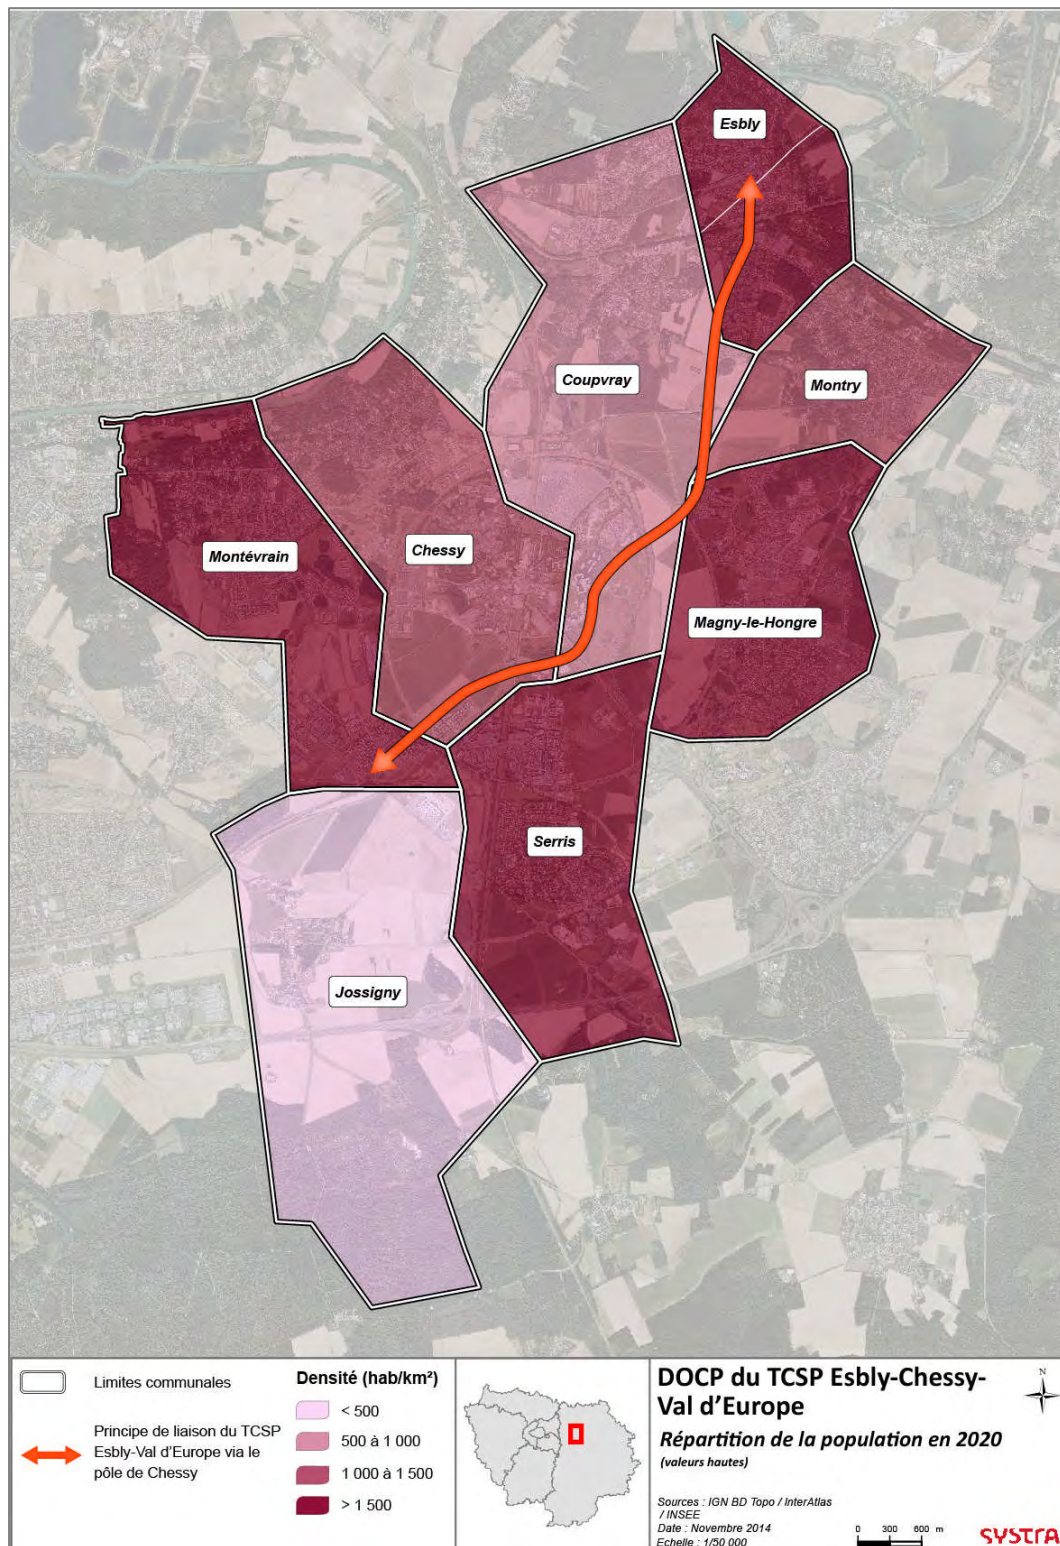 Esbly
Coupvray
Montry
Chessy
Montévrain
Magny-le-Hongre
Serris
Jossigny
Limites communales
Principe de liaison du TCSP
Esbly-Val d'Europe via le
pôle de Chessy
Densité (hab/km²)
< 500
500 à 1 000
1 000 à 1 500
> 1 500
DOCP du TCSP Esbly-Chessy-
Val d'Europe
N
Répartition de la population en 2020
(valeurs hautes)
Sources : IGN BD Topo / InterAtlas
/ INSEE
Date : Novembre 2014
Echelle : 1/50 000
0 300 600 m
SYSTRA